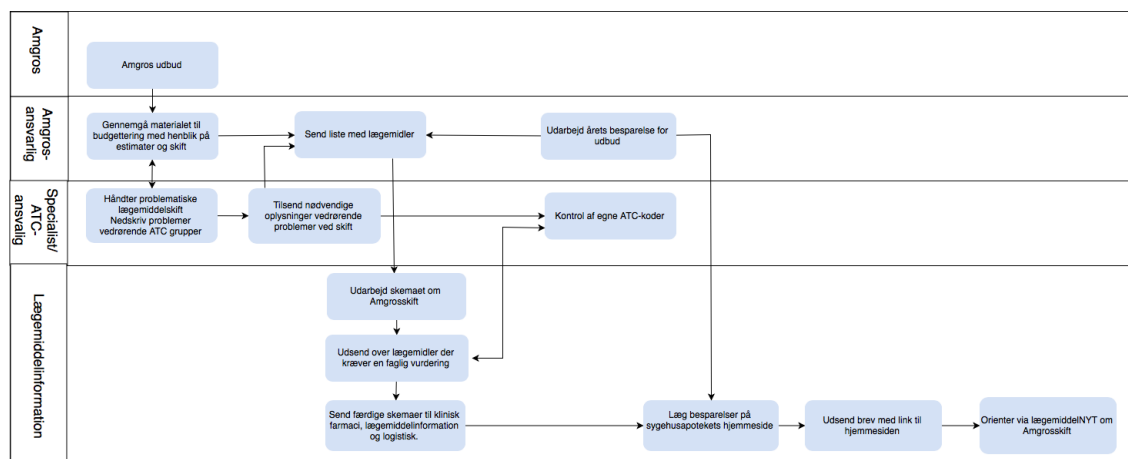 Amgros
Amgros udbud
Amgros-
ansvarlig
Gennemgå materialet til
budgettering med henblik på
estimater og skift
Send liste med lægemidler
Udarbejd årets besparelse for
udbud
Specialist/
ATC-
ansvalig
Håndter problematiske
lægemiddelskift
Nedskriv problemer
vedrørende ATC grupper
Tilsend nødvendige
oplysninger vedrørende
problemer ved skift
Kontrol af egne ATC-koder
Lægemiddelinformation
Udarbejd skemaet om
Amgrosskift
Udsend over lægemidler der
kræver en faglig vurdering
Send færdige skemaer til klinisk
farmaci, lægemiddelinformation
og logistisk.
Læg besparelser på
sygehusapotekets hjemmeside
Udsend brev med link til
hjemmesiden
Orienter via lægemiddelNYT om
Amgrosskift